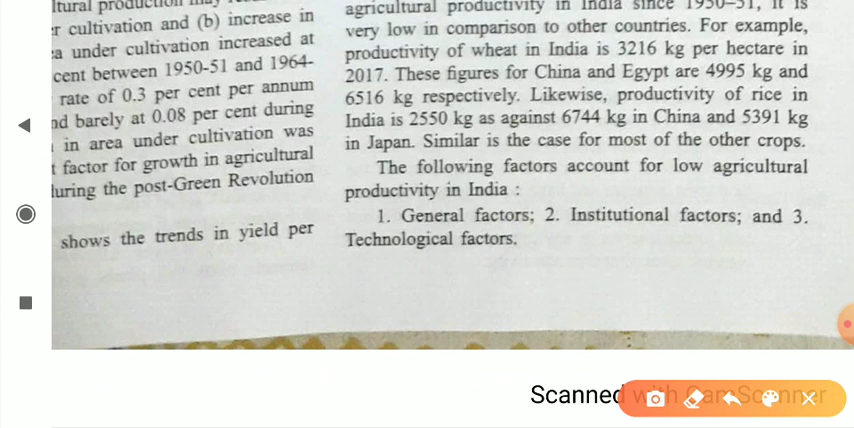 cultivation and (b) increase in
under cultivation increased at
cent between 1950-51 and 1964-
rate of 0.3 per cent per annum
barely at 0.08 per cent during
in area under cultivation was
factor for growth in agricultural
during the post-Green Revolution
shows the trends in yield per
agricultural productivity in India since 1950–51, it is
very low in comparison to other countries. For example,
productivity of wheat in India is 3216 kg per hectare in
2017. These figures for China and Egypt are 4995 kg and
6516 kg respectively. Likewise, productivity of rice in
India is 2550 kg as against 6744 kg in China and 5391 kg
in Japan. Similar is the case for most of the other crops.
The following factors account for low agricultural
productivity in India :
1. General factors; 2. Institutional factors; and 3.
Technological factors.
Scanned with CamScanner